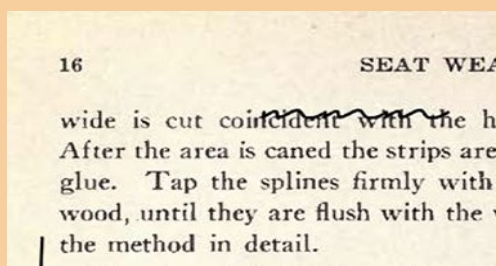 16 SEAT WEA
wide is cut coincident with the h
After the area is caned the strips are
glue. Tap the splines firmly with
wood, until they are flush with the
the method in detail.